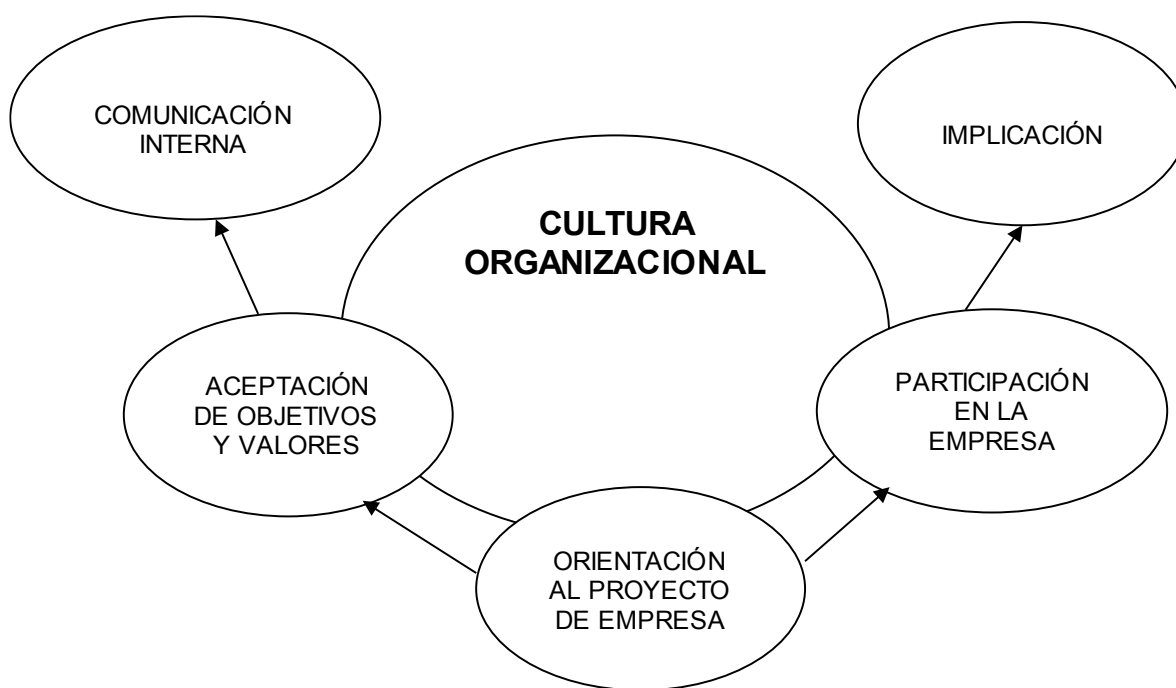 COMUNICACIÓN
INTERNA
IMPLICACIÓN
CULTURA
ORGANIZACIONAL
ACEPTACIÓN
DE OBJETIVOS
Y VALORES
PARTICIPACIÓN
EN LA
EMPRESA
ORIENTACIÓN
AL PROYECTO
DE EMPRESA